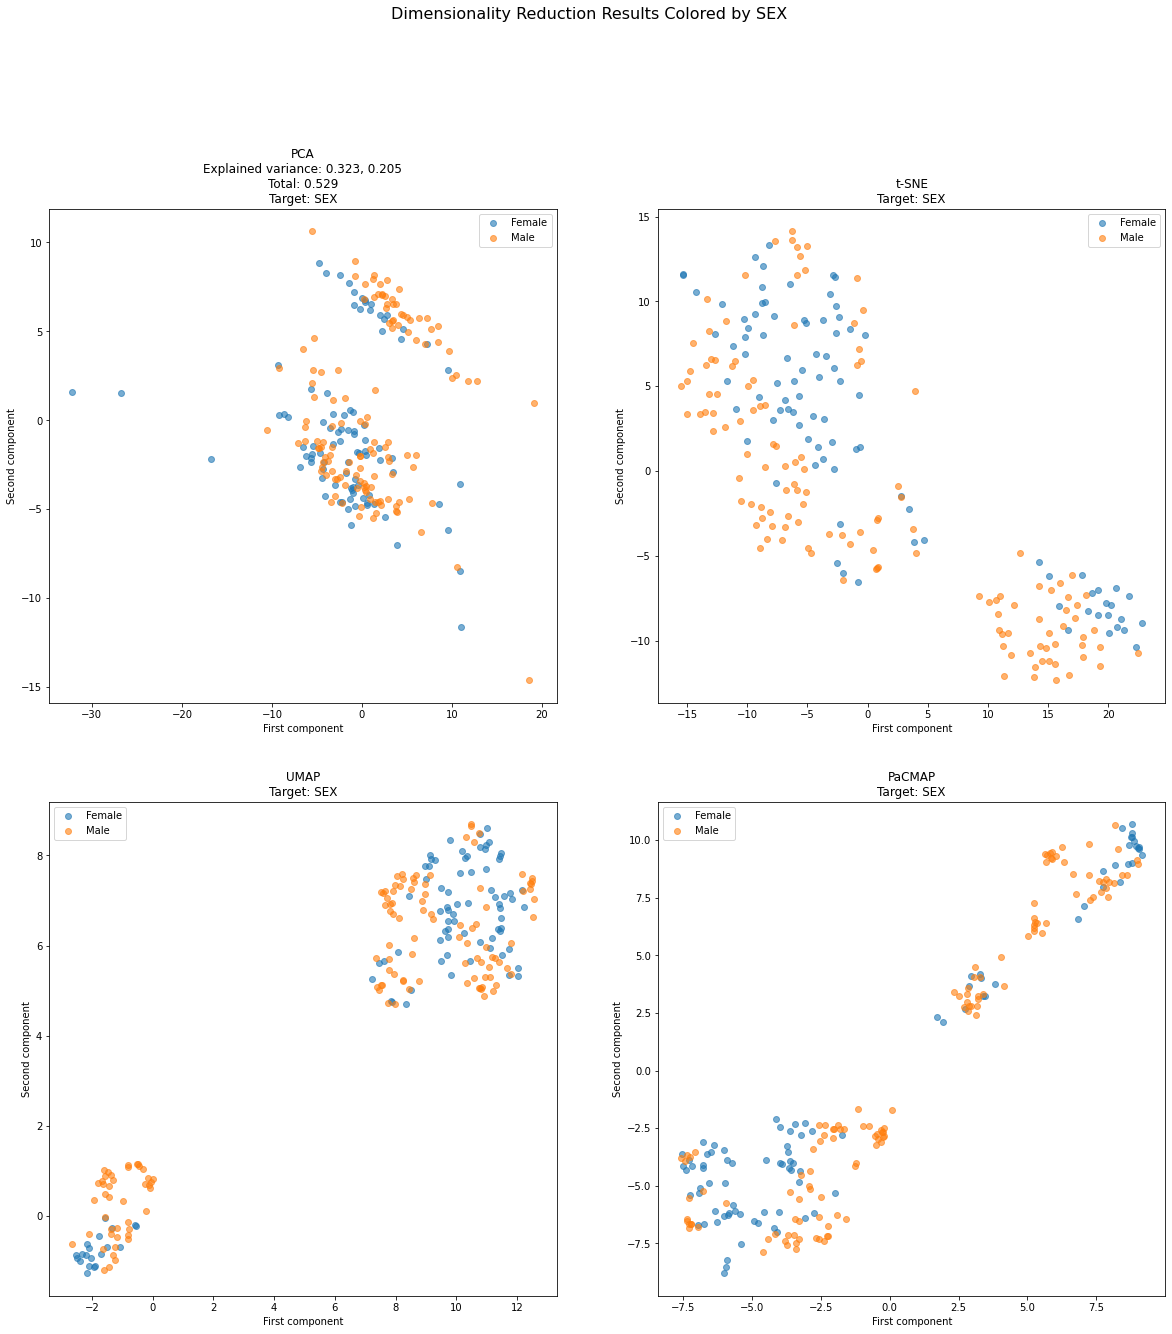 Dimensionality Reduction Results Colored by SEX
PCA
Explained variance: 0.323, 0.205
Total: 0.529
Target: SEX
Female
Male
10
5
0
−5
−10
−15
Second component
−30
−20
−10
0
10
20
First component
t-SNE
Target: SEX
Female
Male
15
10
5
0
−5
−10
Second component
−15
−10
−5
0
5
10
15
20
First component
UMAP
Target: SEX
Female
Male
8
6
4
2
0
Second component
−2
0
2
4
6
8
10
12
First component
PaCMAP
Target: SEX
Female
Male
10.0
7.5
5.0
2.5
0.0
−2.5
−5.0
−7.5
Second component
−7.5
−5.0
−2.5
0.0
2.5
5.0
7.5
First component